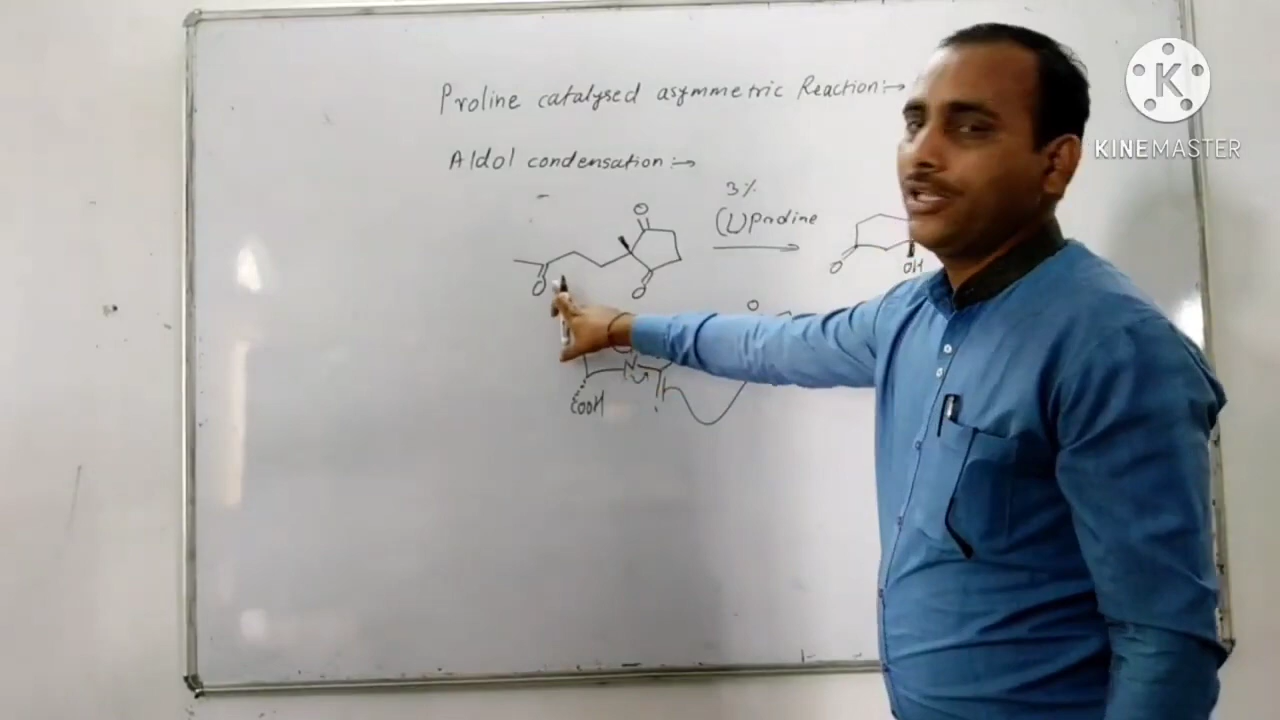 Proline catalysed asymmetric Reaction:→
Aldol condensation:→
3%
(L) Proline
O
O
O
O
OH
O
N
H
COOH
K
KINEMASTER